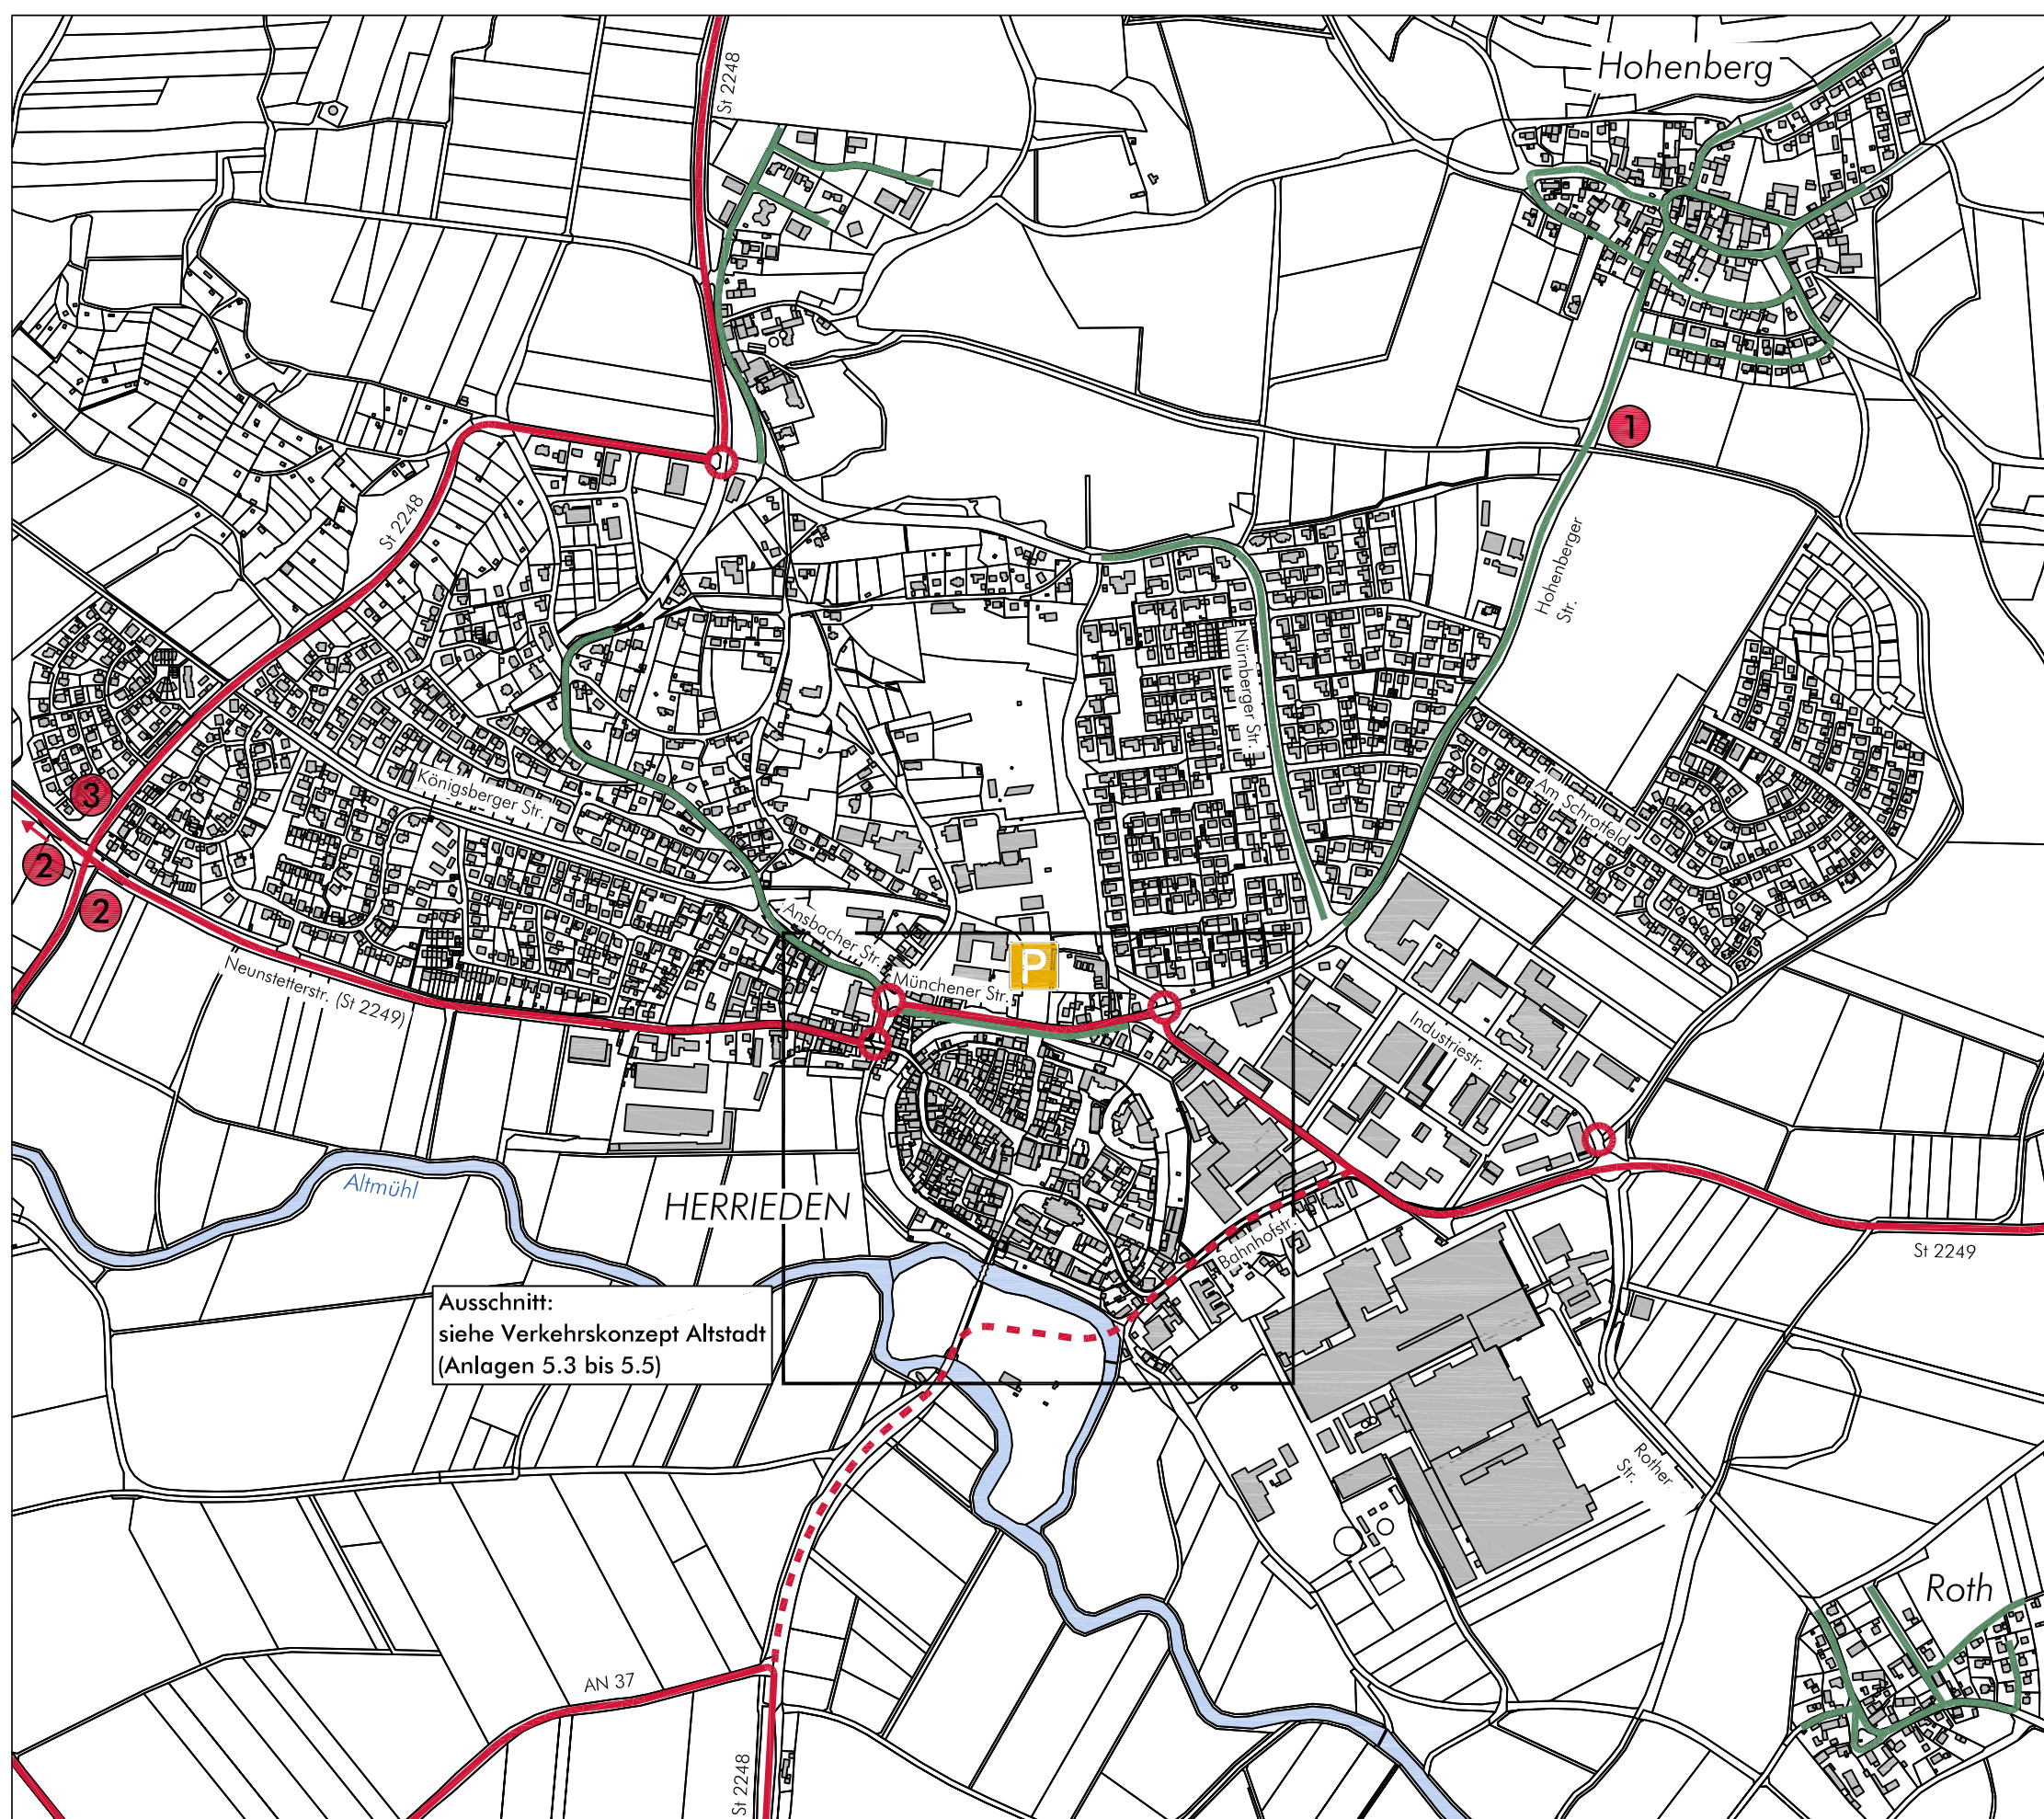 Hohenberg
St 2248
1
St 2248
Hohenberger
Str.
Nürnberger Str.
3
Königsberger Str.
Am Schrotfeld
2
2
Ansbacher Str.
P
Münchener Str.
Neunstetterstr. (St 2249)
Industriestr.
Altmühl
HERRIEDEN
Bahnhofstr.
St 2249
Ausschnitt:
siehe Verkehrskonzept Altstadt
(Anlagen 5.3 bis 5.5)
Rother
Str.
Roth
AN 37
St 2248